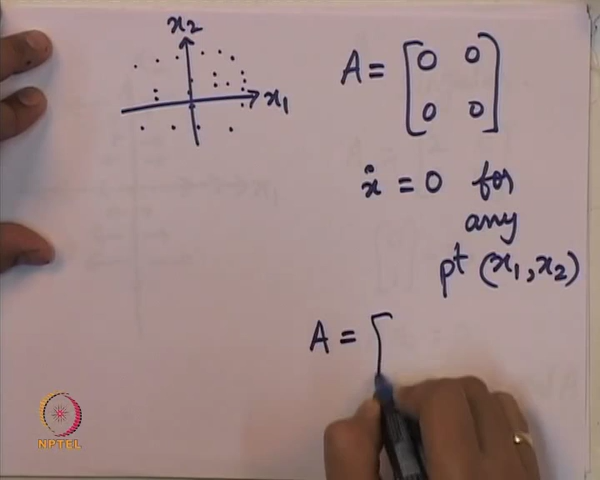 x2
x1
A = [0 0
0 0]
ẋ = 0 for
any
pt (x1, x2)
A = [
NPTEL